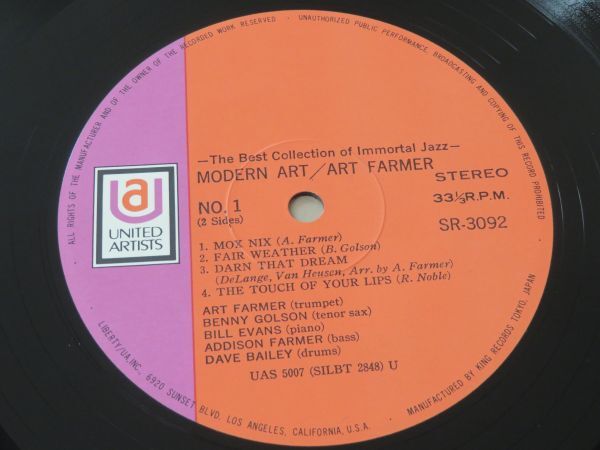 ALL RIGHTS OF THE MANUFACTURER AND OF THE OWNER OF THE RECORDED WORK RESERVED • UNAUTHORIZED PUBLIC PERFORMANCE, BROADCASTING AND COPYING OF THIS RECORD PROHIBITED
—The Best Collection of Immortal Jazz—
MODERN ART/ART FARMER
STEREO
NO. 1
(2 Sides)
33⅓R.P.M.
SR-3092
UA
UNITED
ARTISTS
1. MOX NIX (A. Farmer)
2. FAIR WEATHER (B. Golson)
3. DARN THAT DREAM
(DeLange, Van Heusen, Arr. by A. Farmer)
4. THE TOUCH OF YOUR LIPS (R. Noble)
ART FARMER (trumpet)
BENNY GOLSON (tenor sax)
BILL EVANS (piano)
ADDISON FARMER (bass)
DAVE BAILEY (drums)
UAS 5007 (SILBT 2848) U
LIBERTY/UA, INC., 6920 SUNSET BLVD, LOS ANGELES, CALIFORNIA, U.S.A. • MANUFACTURED BY KING RECORDS TOKYO, JAPAN